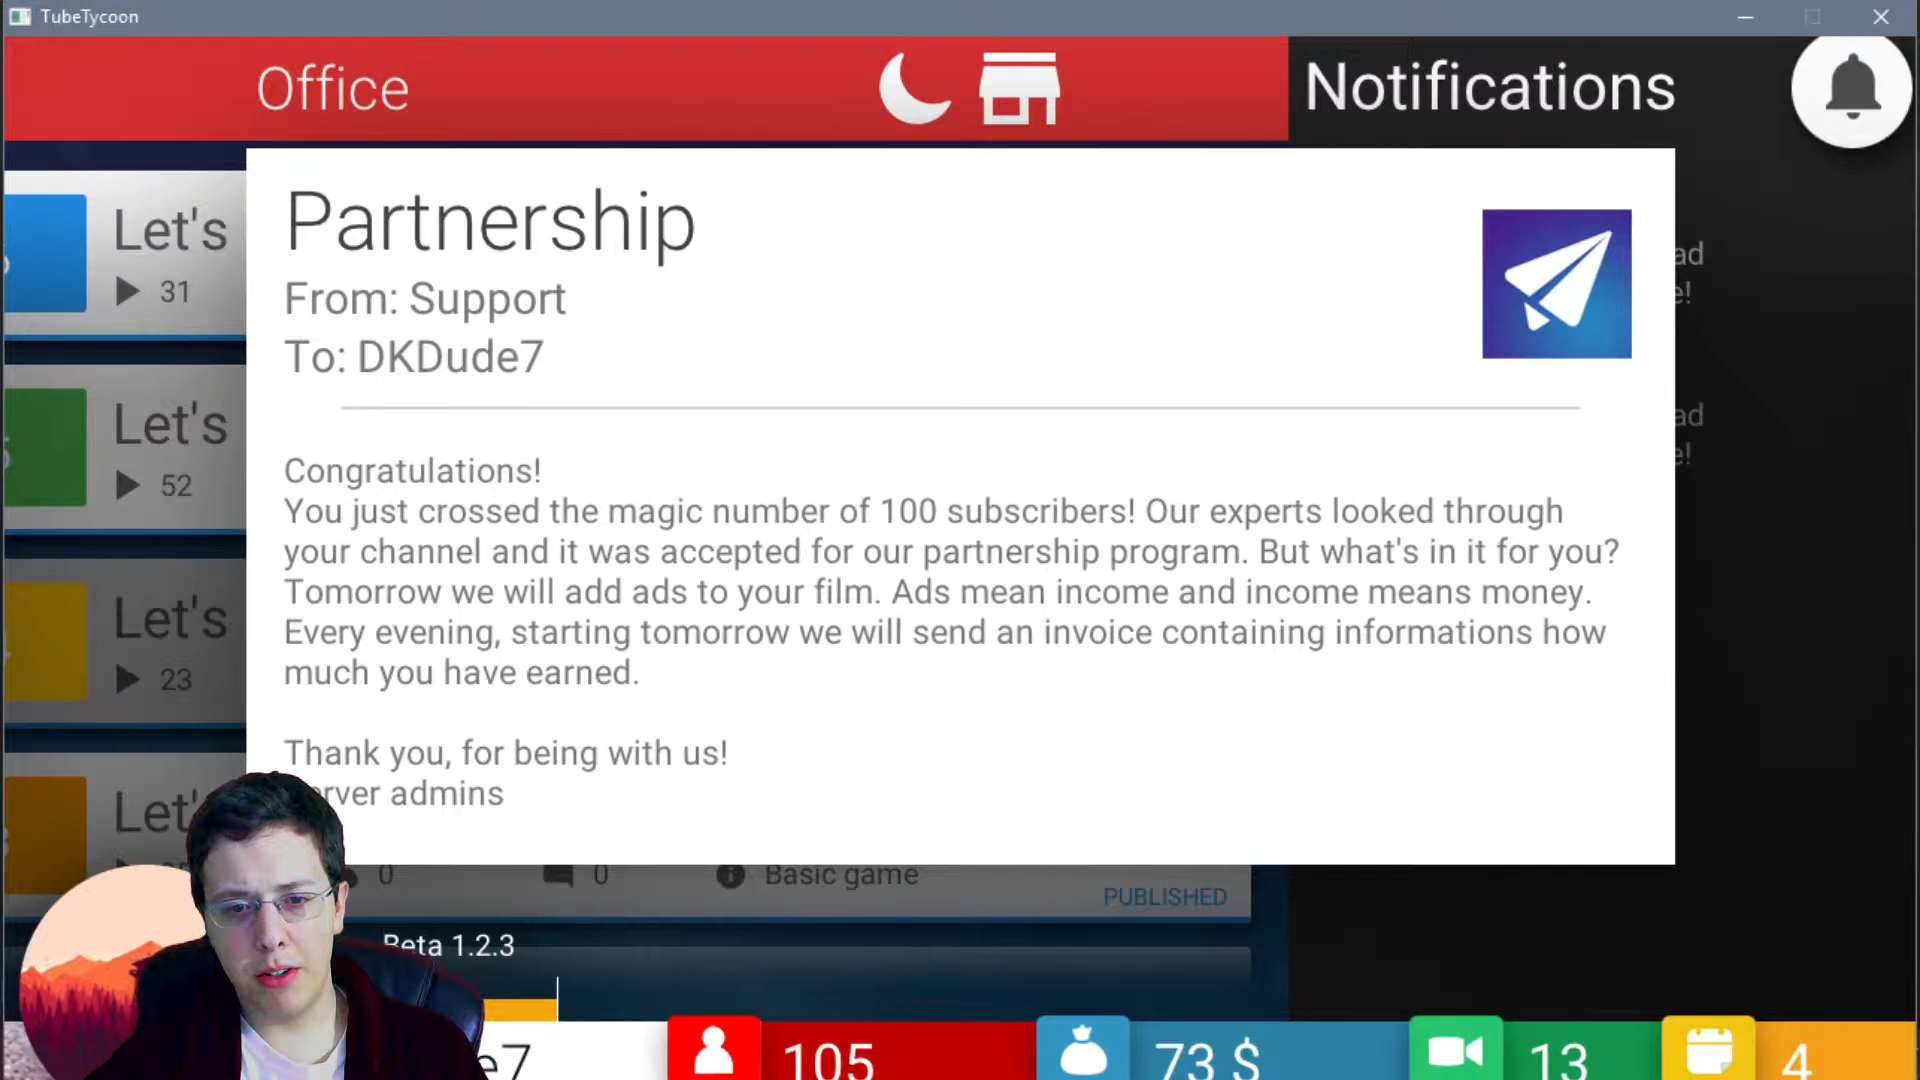 TubeTycoon
Office
Notifications
Let's
31
Let's
52
Let's
23
Let's
Partnership
From: Support
To: DKDude7
Congratulations!
You just crossed the magic number of 100 subscribers! Our experts looked through
your channel and it was accepted for our partnership program. But what's in it for you?
Tomorrow we will add ads to your film. Ads mean income and income means money.
Every evening, starting tomorrow we will send an invoice containing informations how
much you have earned.
Thank you, for being with us!
admins
0
0
Basic game
PUBLISHED
Beta 1.2.3
105
73 $
13
4